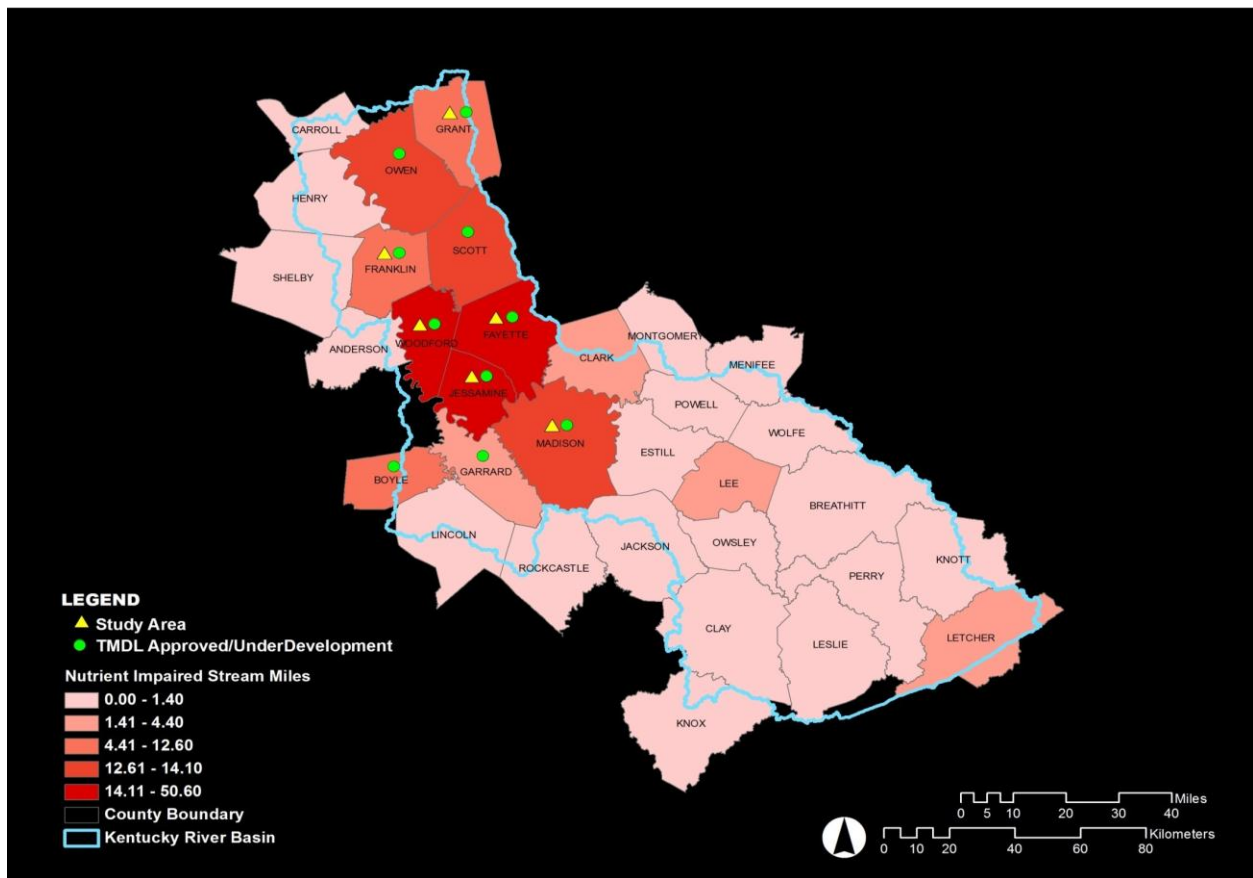 CARROLL
GRANT
OWEN
HENRY
SCOTT
FRANKLIN
SHELBY
WOODFORD
FAYETTE
ANDERSON
MONTGOMERY
CLARK
MENIFEE
JESSAMINE
POWELL
WOLFE
MADISON
ESTILL
GARRARD
BOYLE
LEE
BREATHITT
LINCOLN
JACKSON
OWSLEY
KNOTT
ROCKCASTLE
PERRY
CLAY
LESLIE
LETCHER
KNOX
LEGEND
Study Area
TMDL Approved/UnderDevelopment
Nutrient Impaired Stream Miles
0.00 - 1.40
1.41 - 4.40
4.41 - 12.60
12.61 - 14.10
14.11 - 50.60
County Boundary
Kentucky River Basin
Miles
0 5 10 20 30 40
Kilometers
0 10 20 40 60 80